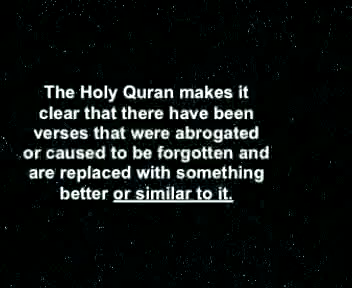 The Holy Quran makes it
clear that there have been
verses that were abrogated
or caused to be forgotten and
are replaced with something
better or similar to it.